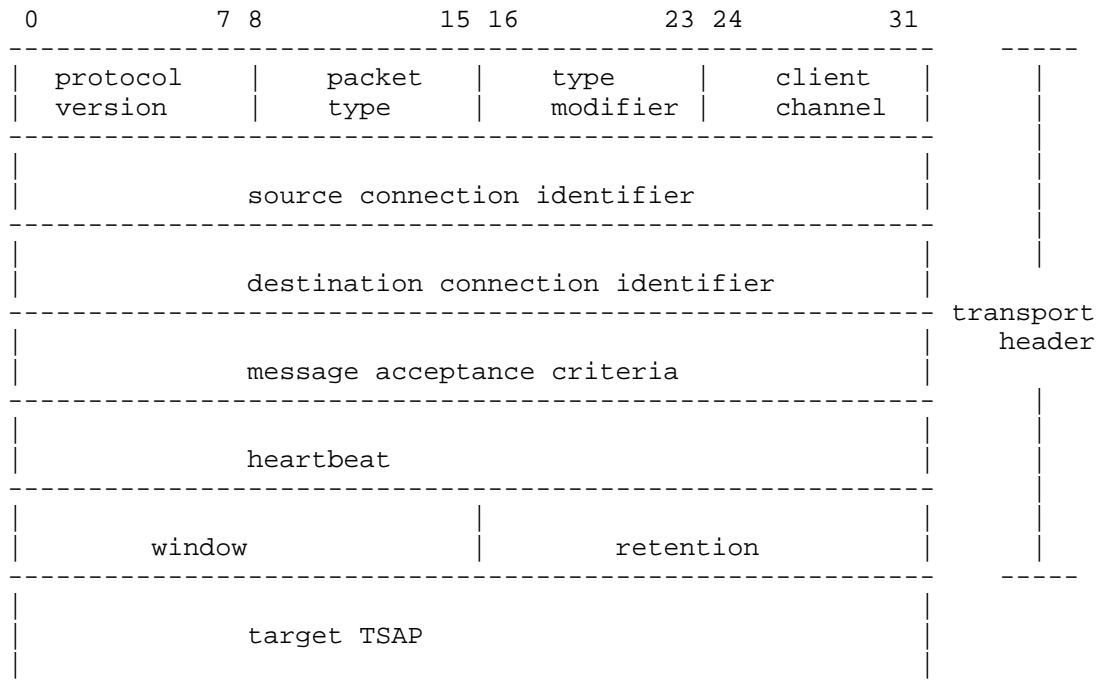 0 7 8 15 16 23 24 31
protocol packet type client
version type modifier channel
source connection identifier
destination connection identifier
transport
header
message acceptance criteria
heartbeat
window retention
target TSAP